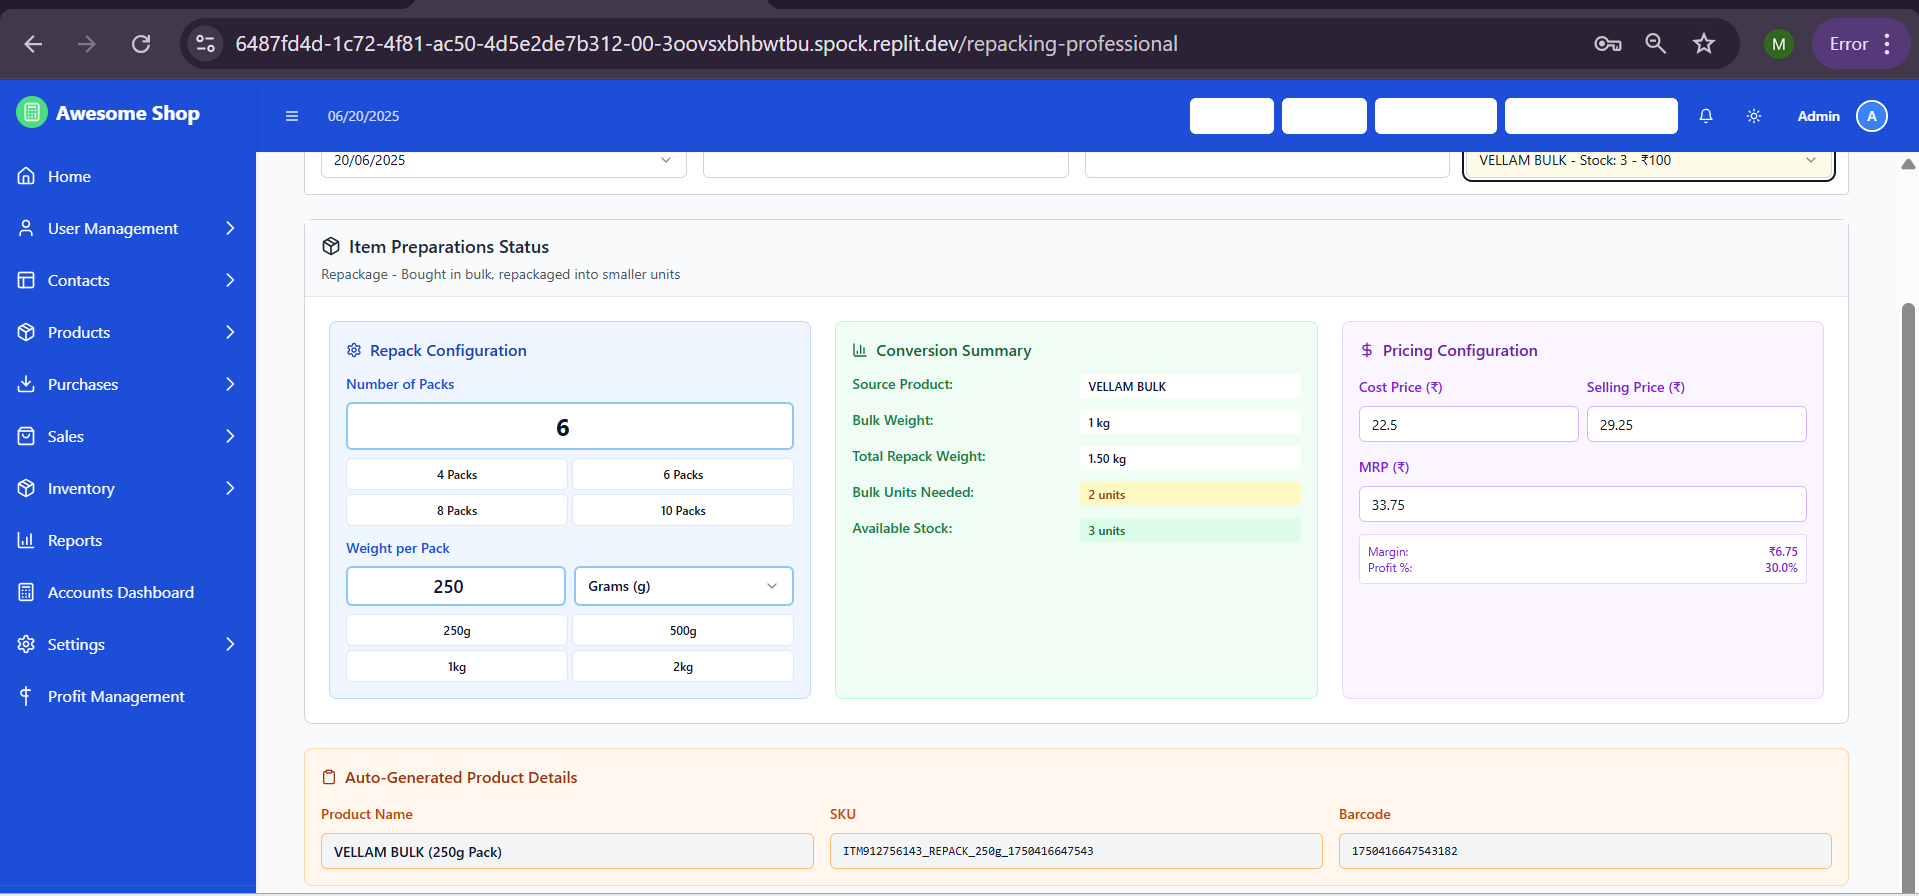 6487fd4d-1c72-4f81-ac50-4d5e2de7b312-00-3oovsxbhbwtbu.spock.replit.dev/repacking-professional
M
Error
Awesome Shop
06/20/2025
Admin
A
Home
User Management
Contacts
Products
Purchases
Sales
Inventory
Reports
Accounts Dashboard
Settings
Profit Management
20/06/2025
VELLAM BULK - Stock: 3 - ₹100
Item Preparations Status
Repackage - Bought in bulk, repackaged into smaller units
Repack Configuration
Number of Packs
6
4 Packs
6 Packs
8 Packs
10 Packs
Weight per Pack
250
Grams (g)
250g
500g
1kg
2kg
Conversion Summary
Source Product:
VELLAM BULK
Bulk Weight:
1 kg
Total Repack Weight:
1.50 kg
Bulk Units Needed:
2 units
Available Stock:
3 units
Pricing Configuration
Cost Price (₹)
Selling Price (₹)
22.5
29.25
MRP (₹)
33.75
Margin:
₹6.75
Profit %:
30.0%
Auto-Generated Product Details
Product Name
SKU
Barcode
VELLAM BULK (250g Pack)
ITM912756143_REPACK_250g_1750416647543
1750416647543182